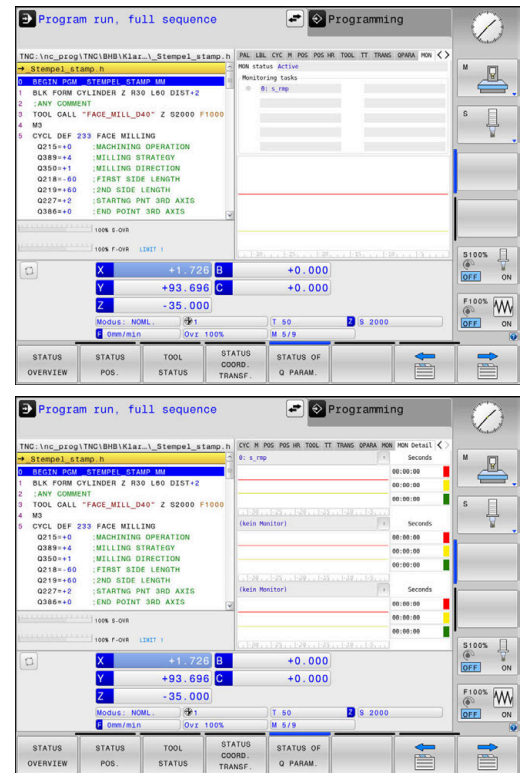 Program run, full sequence
Programming
TNC:\nc_prog\TNC\BHB\Klar…\_Stempel_stamp.h
→_Stempel_stamp.h
0 BEGIN PGM _STEMPEL_STAMP MM
1 BLK FORM CYLINDER Z R30 L60 DIST+2
2 ;ANY COMMENT
3 TOOL CALL "FACE_MILL_D40" Z S2000 F1000
4 M3
5 CYCL DEF 233 FACE MILLING
Q215=+0 ;MACHINING OPERATION
Q389=+4 ;MILLING STRATEGY
Q350=+1 ;MILLING DIRECTION
Q218=-60 ;FIRST SIDE LENGTH
Q219=+60 ;2ND SIDE LENGTH
Q227=+2 ;STARTNG PNT 3RD AXIS
Q386=+0 ;END POINT 3RD AXIS
PAL LBL CYC M POS POS HR TOOL TT TRANS QPARA MON
MON status Active
Monitoring tasks
0: s_rmp
100% S-OVR
100% F-OVR LIMIT 1
X +1.726 B +0.000
Y +93.696 C +0.000
Z -35.000
Modus: NOML. 1 T 50 Z S 2000
F 0mm/min Ovr 100% M 5/9
M
S
S100%
OFF ON
F100%
OFF ON
STATUS OVERVIEW
STATUS POS.
TOOL STATUS
STATUS COORD. TRANSF.
STATUS OF Q PARAM.
Program run, full sequence
Programming
TNC:\nc_prog\TNC\BHB\Klar…\_Stempel_stamp.h
→_Stempel_stamp.h
0 BEGIN PGM _STEMPEL_STAMP MM
1 BLK FORM CYLINDER Z R30 L60 DIST+2
2 ;ANY COMMENT
3 TOOL CALL "FACE_MILL_D40" Z S2000 F1000
4 M3
5 CYCL DEF 233 FACE MILLING
Q215=+0 ;MACHINING OPERATION
Q389=+4 ;MILLING STRATEGY
Q350=+1 ;MILLING DIRECTION
Q218=-60 ;FIRST SIDE LENGTH
Q219=+60 ;2ND SIDE LENGTH
Q227=+2 ;STARTNG PNT 3RD AXIS
Q386=+0 ;END POINT 3RD AXIS
CYC M POS POS HR TOOL TT TRANS QPARA MON MON Detail
0: s_rmp Seconds
00:00:00
00:00:00
00:00:00
(kein Monitor) Seconds
00:00:00
00:00:00
00:00:00
(kein Monitor) Seconds
00:00:00
00:00:00
00:00:00
100% S-OVR
100% F-OVR LIMIT 1
X +1.726 B +0.000
Y +93.696 C +0.000
Z -35.000
Modus: NOML. 1 T 50 Z S 2000
F 0mm/min Ovr 100% M 5/9
M
S
S100%
OFF ON
F100%
OFF ON
STATUS OVERVIEW
STATUS POS.
TOOL STATUS
STATUS COORD. TRANSF.
STATUS OF Q PARAM.